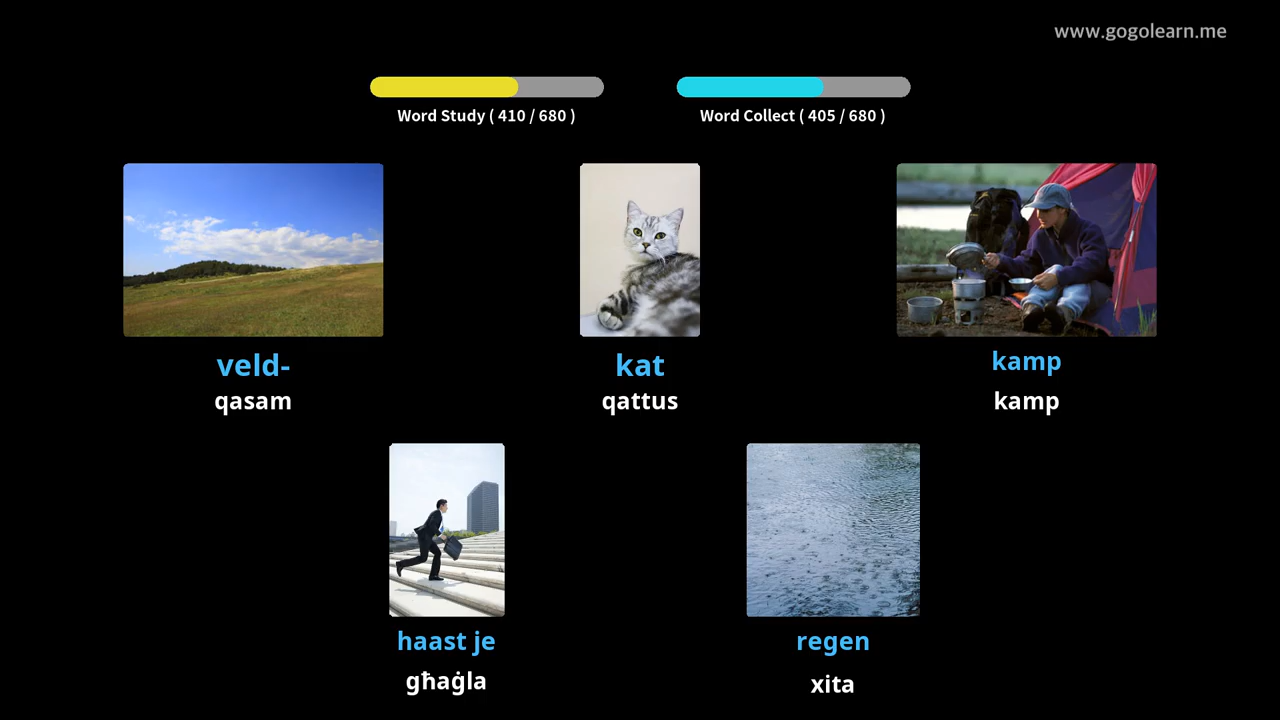 www.gogolearn.me
Word Study ( 410 / 680 )
Word Collect ( 405 / 680 )
veld-
qasam
kat
qattus
kamp
kamp
haast je
għaġla
regen
xita